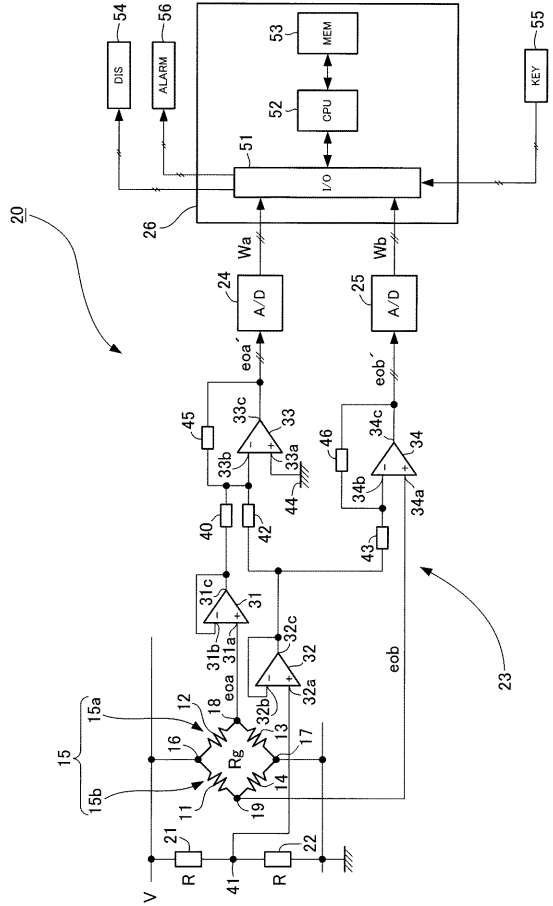 20
54
DIS
56
ALARM
53
MEM
52
CPU
51
I/O
26
55
KEY
Wa
Wb
24
A/D
25
A/D
eoa´
eob´
45
33c
33
33b
33a
−
+
44
40
42
46
34c
34
34b
34a
−
+
43
31c
31
31b
31a
−
+
32c
32
32b
32a
−
+
eoa
eob
23
15
15a
15b
12
18
16
13
Rg
11
14
17
19
21
R
22
R
41
V